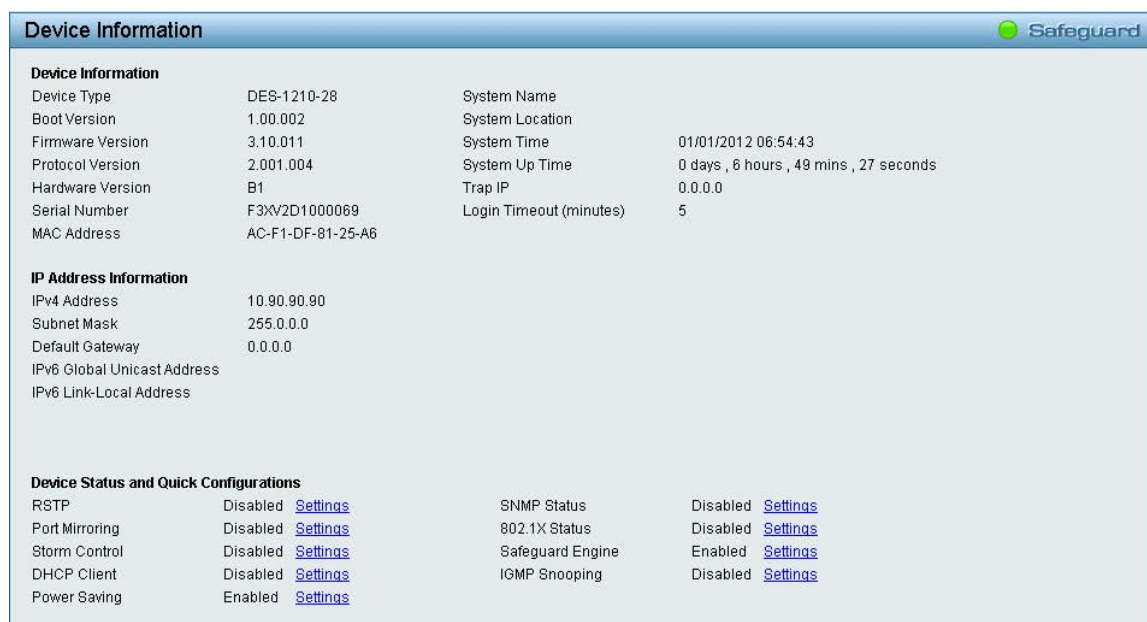 Device Information Safeguard
Device Information
Device Type DES-1210-28 System Name
Boot Version 1.00.002 System Location
Firmware Version 3.10.011 System Time 01/01/2012 06:54:43
Protocol Version 2.001.004 System Up Time 0 days , 6 hours , 49 mins , 27 seconds
Hardware Version B1 Trap IP 0.0.0.0
Serial Number F3XV2D1000069 Login Timeout (minutes) 5
MAC Address AC-F1-DF-81-25-A6
IP Address Information
IPv4 Address 10.90.90.90
Subnet Mask 255.0.0.0
Default Gateway 0.0.0.0
IPv6 Global Unicast Address
IPv6 Link-Local Address
Device Status and Quick Configurations
RSTP Disabled Settings SNMP Status Disabled Settings
Port Mirroring Disabled Settings 802.1X Status Disabled Settings
Storm Control Disabled Settings Safeguard Engine Enabled Settings
DHCP Client Disabled Settings IGMP Snooping Disabled Settings
Power Saving Enabled Settings